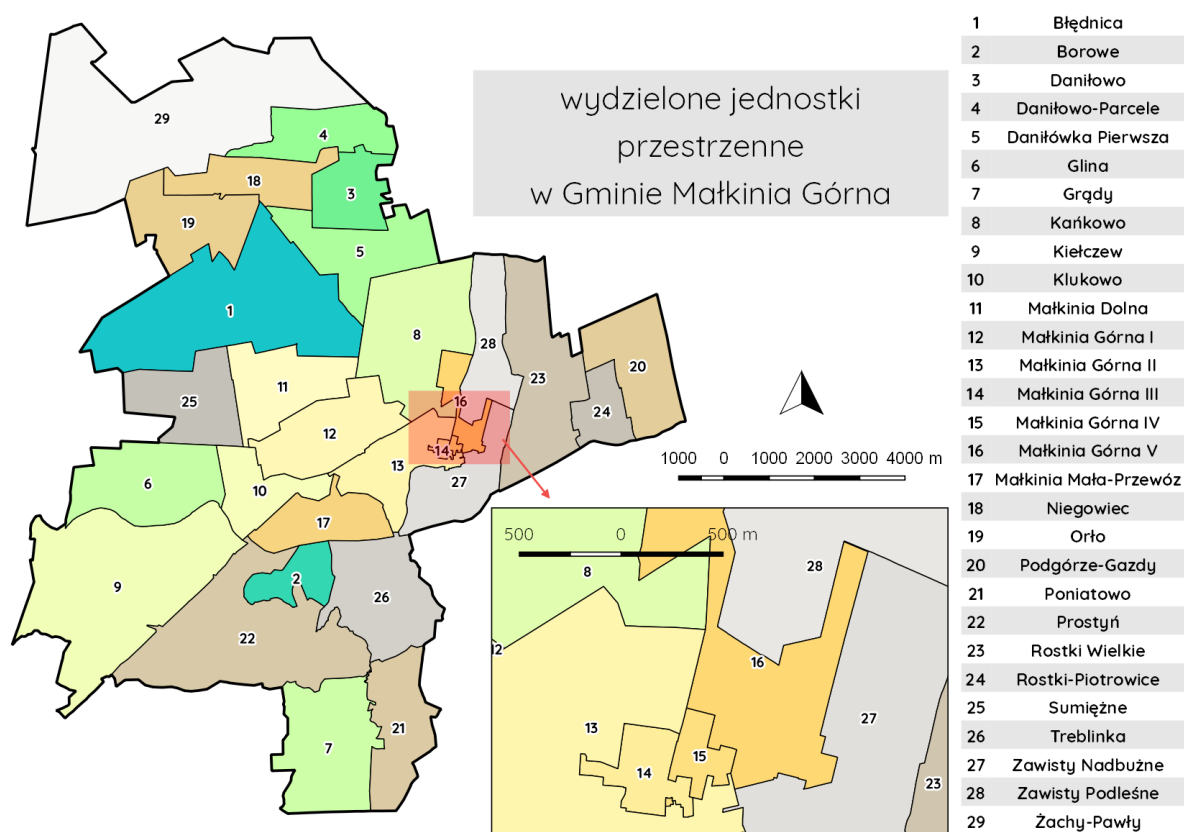 wydzielone jednostki
przestrzenne
w Gminie Małkinia Górna
1 Błędnica
2 Borowe
3 Daniłowo
4 Daniłowo-Parcele
5 Daniłówka Pierwsza
6 Glina
7 Grądy
8 Kańkowo
9 Kiełczew
10 Klukowo
11 Małkinia Dolna
12 Małkinia Górna I
13 Małkinia Górna II
14 Małkinia Górna III
15 Małkinia Górna IV
16 Małkinia Górna V
17 Małkinia Mała-Przewóz
18 Niegowiec
19 Orło
20 Podgórze-Gazdy
21 Poniatowo
22 Prostyń
23 Rostki Wielkie
24 Rostki-Piotrowice
25 Sumiężne
26 Treblinka
27 Zawisty Nadbużne
28 Zawisty Podleśne
29 Żachy-Pawły
29
4
18
3
19
5
1
8
28
23
20
25
11
16
24
12
14
13
27
6
10
17
9
2
26
22
7
21
1000 0 1000 2000 3000 4000 m
500 0 500 m
8
28
12
16
13
27
15
14
23